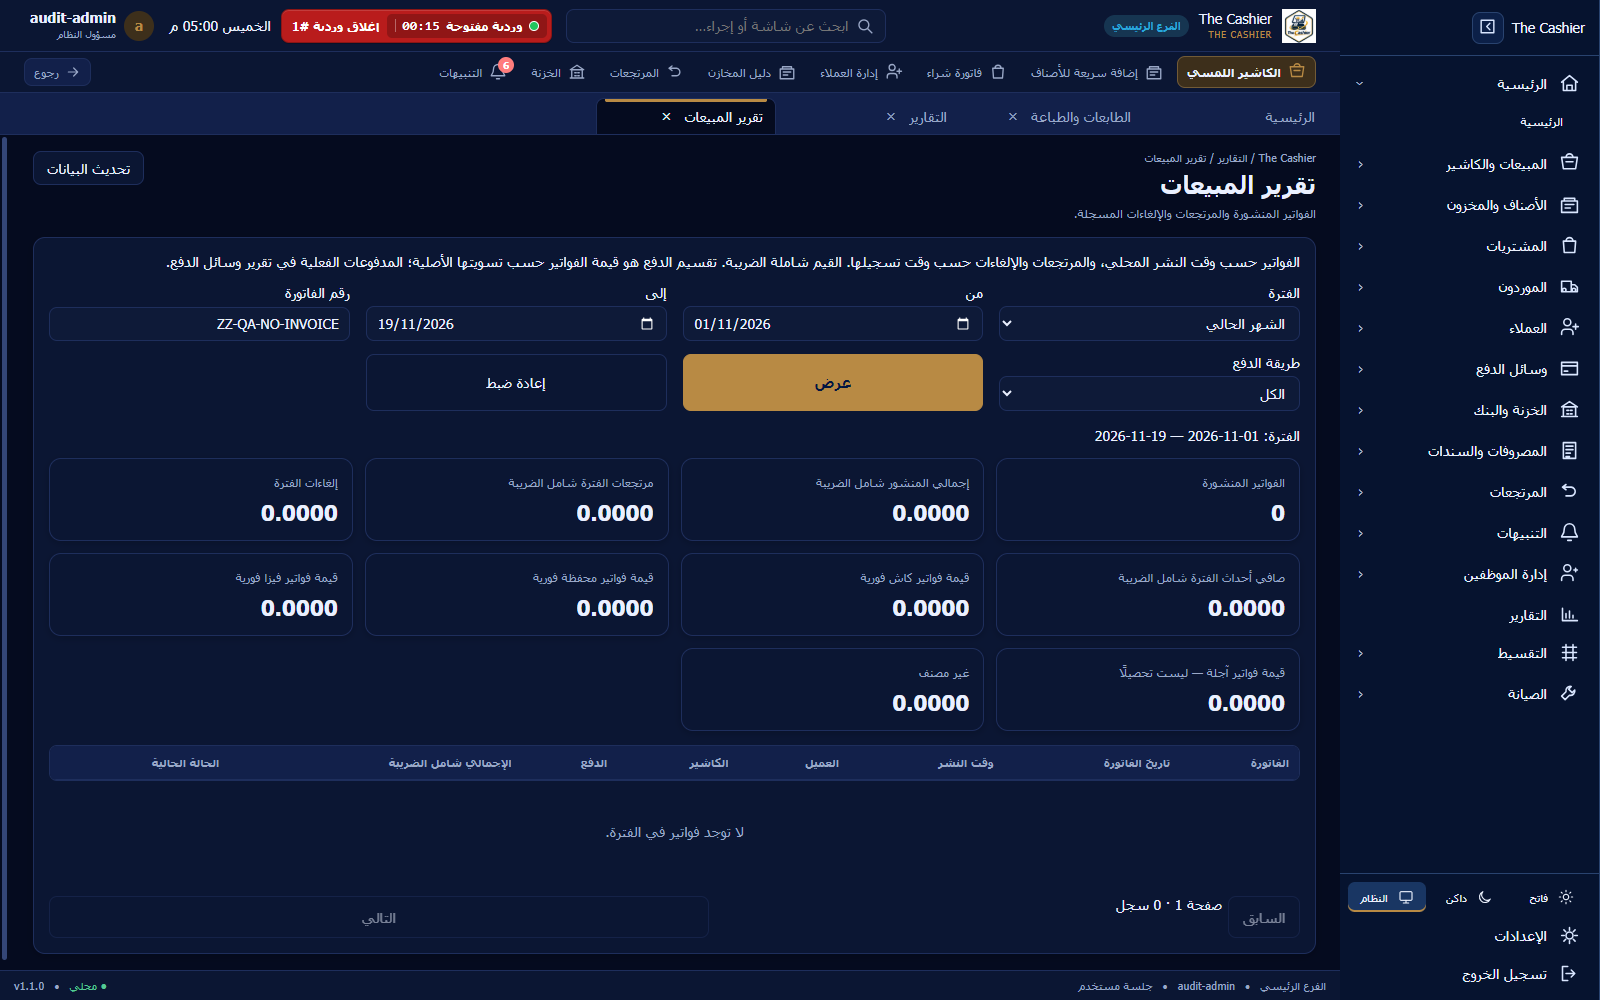 The Cashier
الرئيسية
الرئيسية
المبيعات والكاشير
الأصناف والمخزون
المشتريات
الموردون
العملاء
وسائل الدفع
الخزنة والبنك
المصروفات والسندات
المرتجعات
التنبيهات
إدارة الموظفين
التقارير
التقسيط
الصيانة
فاتح
داكن
النظام
الإعدادات
تسجيل الخروج
The Cashier
THE CASHIER
الفرع الرئيسي
ابحث عن شاشة أو إجراء...
وردية مفتوحة 00:15
إغلاق وردية #1
الخميس 05:00 م
a
audit-admin
مسؤول النظام
الكاشير اللمسي
إضافة سريعة للأصناف
فاتورة شراء
إدارة العملاء
دليل المخازن
المرتجعات
الخزنة
التنبيهات
6
رجوع
الرئيسية
الطابعات والطباعة ×
التقارير ×
تقرير المبيعات ×
The Cashier / التقارير / تقرير المبيعات
تقرير المبيعات
الفواتير المنشورة والمرتجعات والإلغاءات المسجلة.
تحديث البيانات
الفواتير حسب وقت النشر المحلي، والمرتجعات والإلغاءات حسب وقت تسجيلها. القيم شاملة الضريبة. تقسيم الدفع هو قيمة الفواتير حسب تسويتها الأصلية؛ المدفوعات الفعلية في تقرير وسائل الدفع.
الفترة
الشهر الحالي
من
01/11/2026
إلى
19/11/2026
رقم الفاتورة
ZZ-QA-NO-INVOICE
طريقة الدفع
الكل
عرض
إعادة ضبط
الفترة: 2026-11-01 — 2026-11-19
الفواتير المنشورة
0
إجمالي المنشور شامل الضريبة
0.0000
مرتجعات الفترة شامل الضريبة
0.0000
إلغاءات الفترة
0.0000
صافي أحداث الفترة شامل الضريبة
0.0000
قيمة فواتير كاش فورية
0.0000
قيمة فواتير محفظة فورية
0.0000
قيمة فواتير فيزا فورية
0.0000
قيمة فواتير آجلة — ليست تحصيلًا
0.0000
غير مصنف
0.0000
الفاتورة
تاريخ الفاتورة
وقت النشر
العميل
الكاشير
الدفع
الإجمالي شامل الضريبة
الحالة الحالية
لا توجد فواتير في الفترة.
السابق
صفحة 1 · 0 سجل
التالي
الفرع الرئيسي • audit-admin • جلسة مستخدم
محلي • v1.1.0